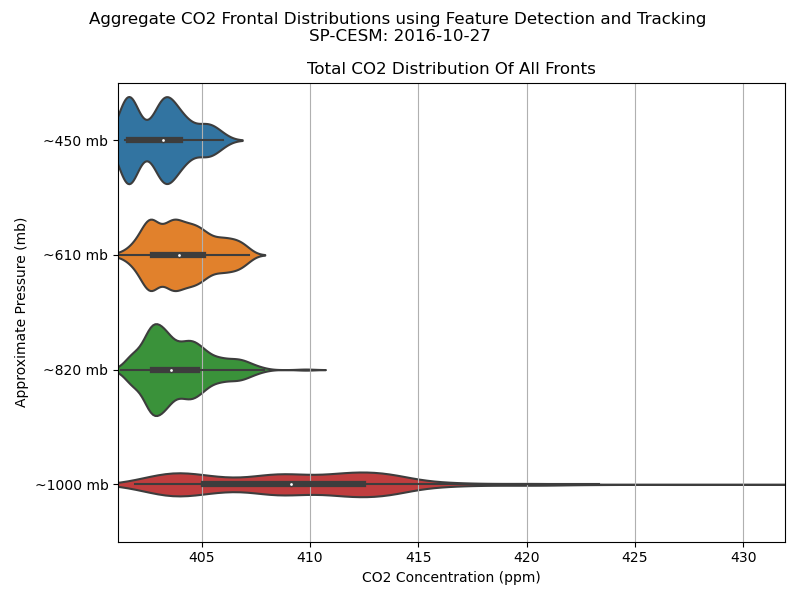 Aggregate CO2 Frontal Distributions using Feature Detection and Tracking
SP-CESM: 2016-10-27
Total CO2 Distribution Of All Fronts
~450 mb
~610 mb
~820 mb
~1000 mb
Approximate Pressure (mb)
405 410 415 420 425 430
CO2 Concentration (ppm)